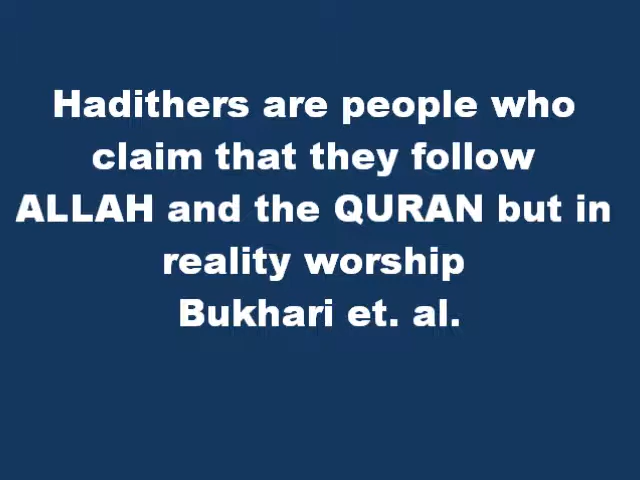 Hadithers are people who
claim that they follow
ALLAH and the QURAN but in
reality worship
Bukhari et. al.